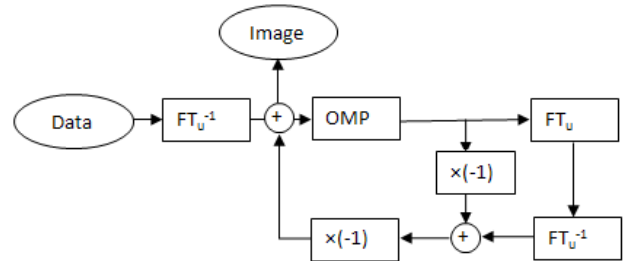 Image
Data
FTᵤ⁻¹
+
OMP
FTᵤ
×(-1)
×(-1)
+
FTᵤ⁻¹